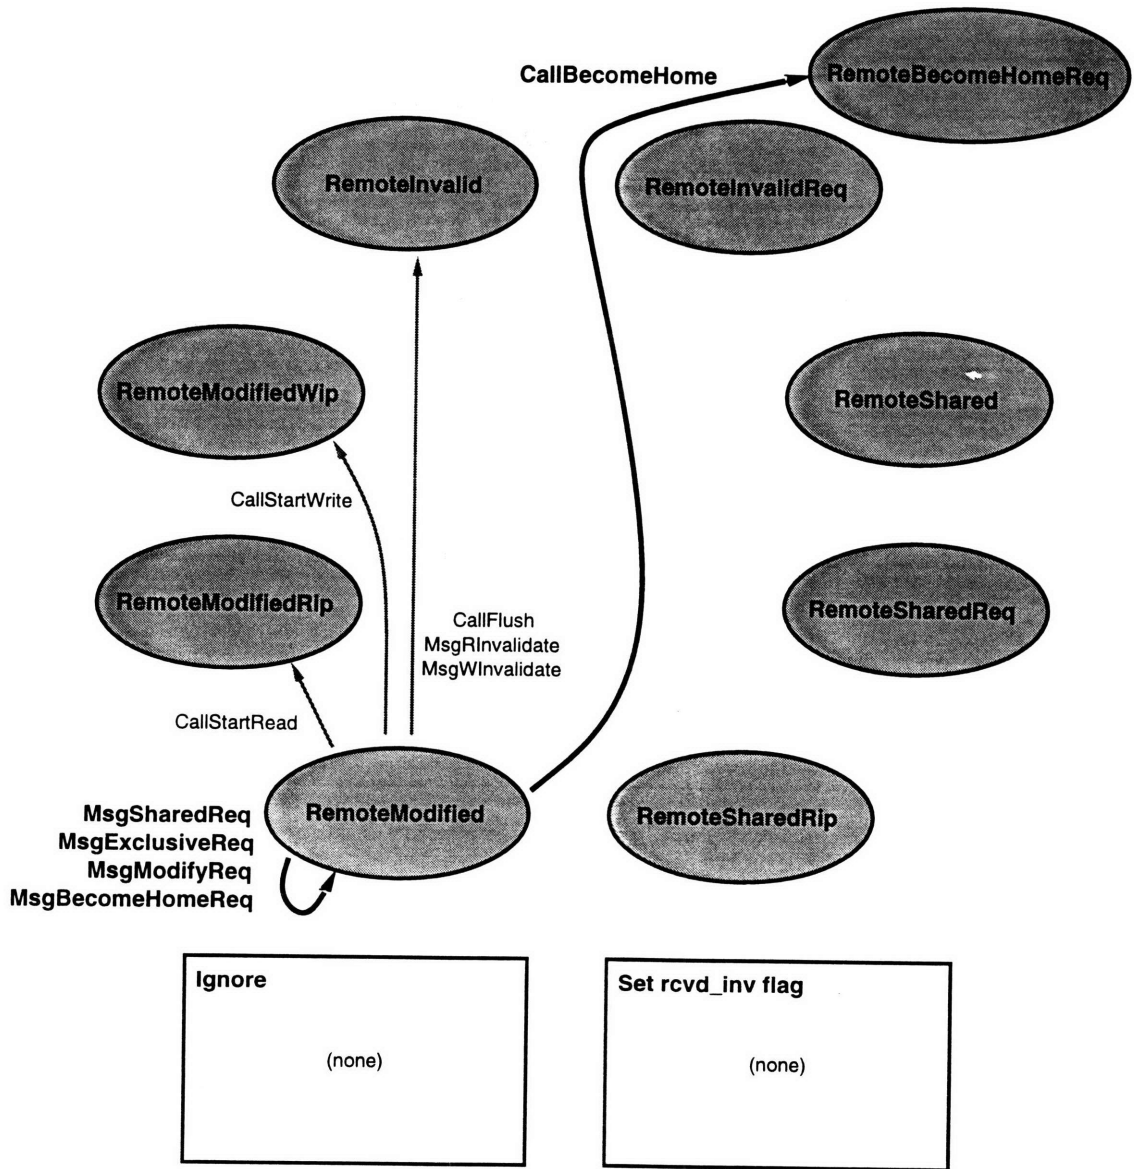 CallBecomeHome
RemoteBecomeHomeReq
RemoteInvalid
RemoteInvalidReq
RemoteModifiedWip
RemoteShared
CallStartWrite
RemoteModifiedRip
RemoteSharedReq
CallFlush
MsgRInvalidate
MsgWInvalidate
CallStartRead
RemoteModified
RemoteSharedRip
MsgSharedReq
MsgExclusiveReq
MsgModifyReq
MsgBecomeHomeReq
Ignore
(none)
Set rcvd_inv flag
(none)